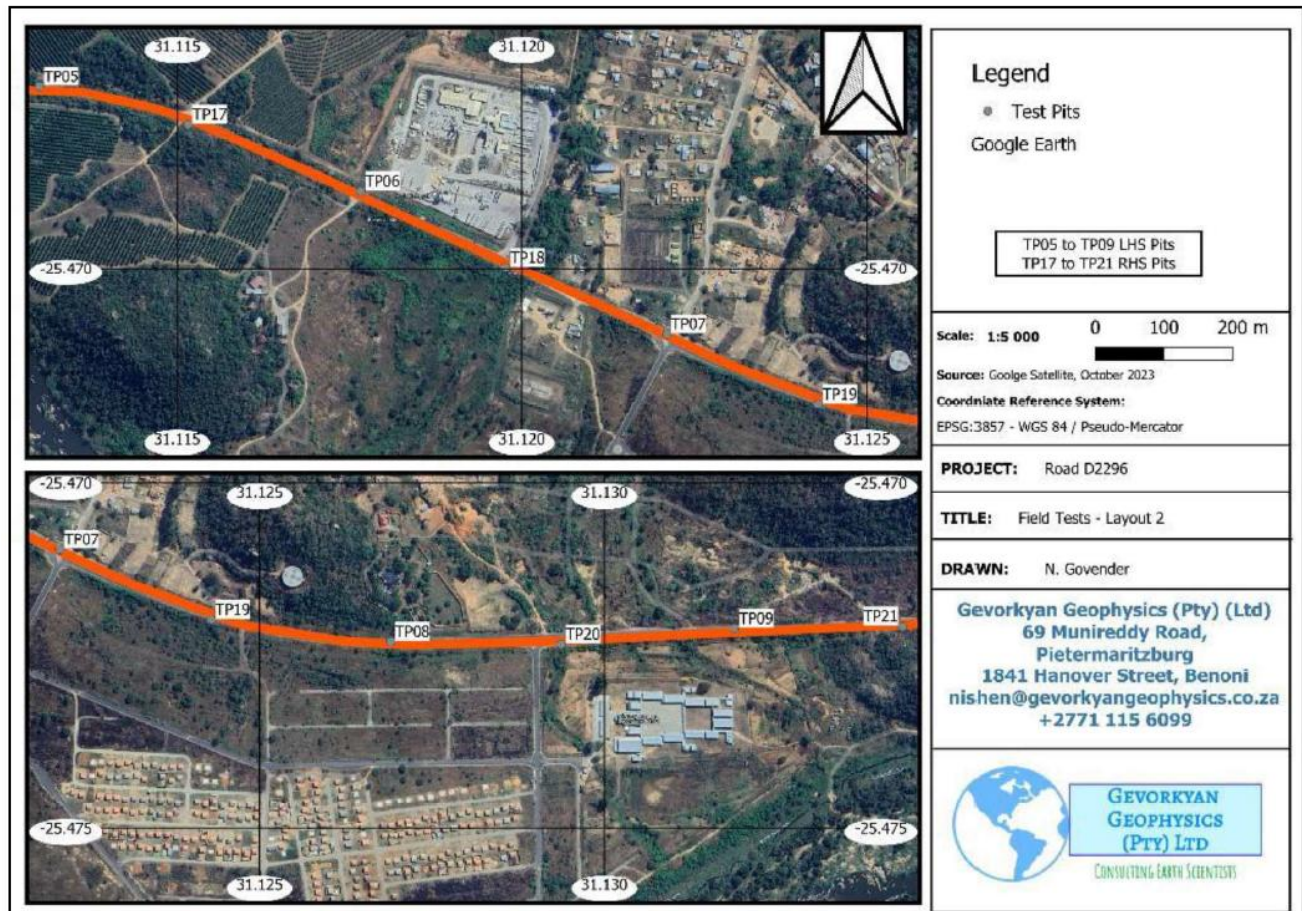 31.115
31.120
TP05
TP17
TP06
TP18
-25.470
-25.470
TP07
TP19
31.115
31.120
31.125
-25.470
31.125
31.130
-25.470
TP07
TP19
TP08
TP20
TP09
TP21
-25.475
-25.475
31.125
31.130
Legend
Test Pits
Google Earth
TP05 to TP09 LHS Pits
TP17 to TP21 RHS Pits
Scale: 1:5 000
0 100 200 m
Source: Goolge Satellite, October 2023
Coordniate Reference System:
EPSG:3857 - WGS 84 / Pseudo-Mercator
PROJECT: Road D2296
TITLE: Field Tests - Layout 2
DRAWN: N. Govender
Gevorkyan Geophysics (Pty) (Ltd)
69 Munireddy Road,
Pietermaritzburg
1841 Hanover Street, Benoni
nishen@gevorkyangeophysics.co.za
+2771 115 6099
GEVORKYAN
GEOPHYSICS
(PTY) LTD
CONSULTING EARTH SCIENTISTS